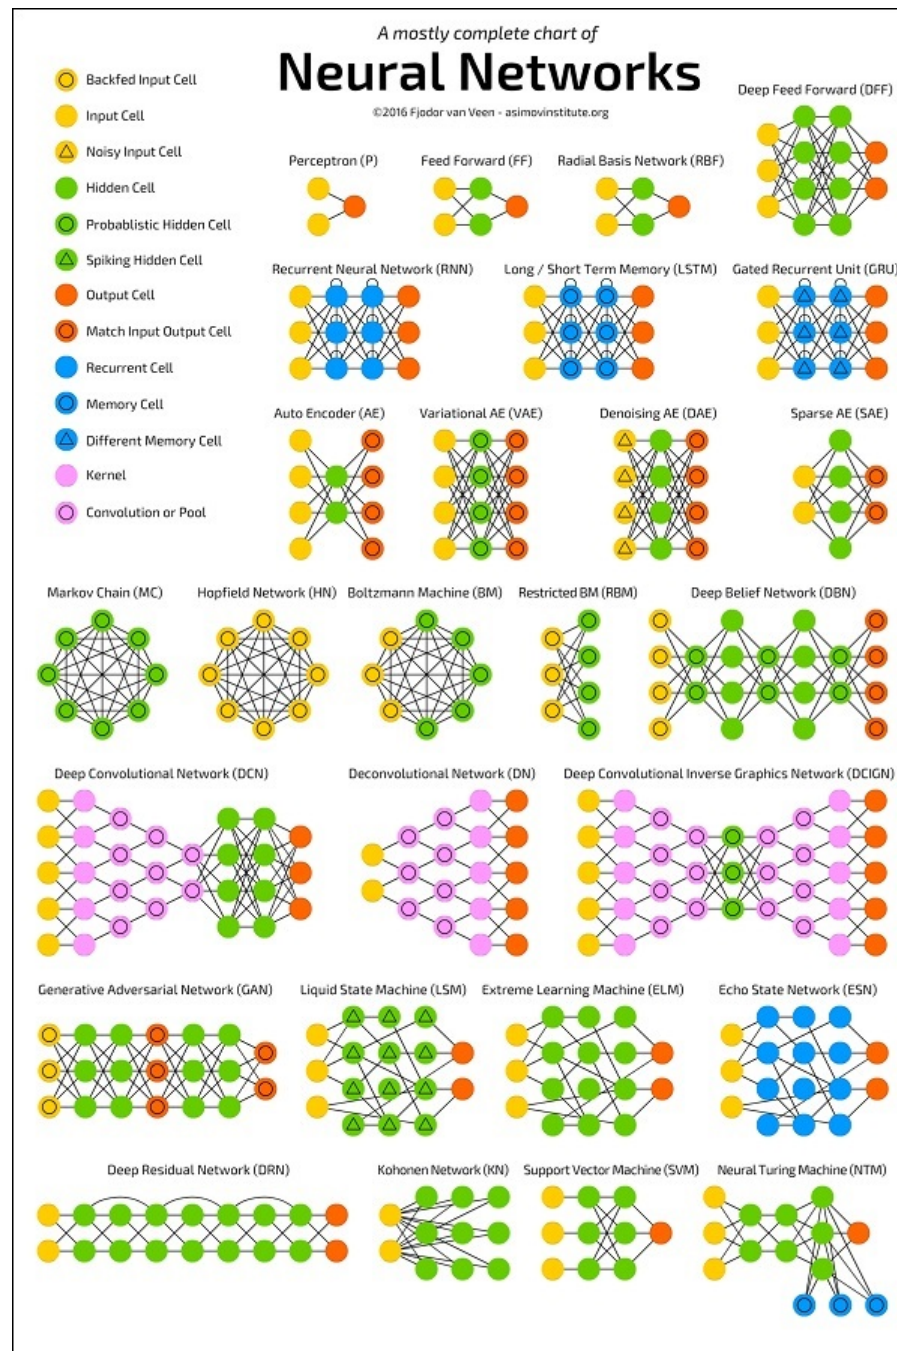 A mostly complete chart of
Neural Networks
©2016 Fjodor van Veen - asimovinstitute.org
Backfed Input Cell
Input Cell
Noisy Input Cell
Hidden Cell
Probablistic Hidden Cell
Spiking Hidden Cell
Output Cell
Match Input Output Cell
Recurrent Cell
Memory Cell
Different Memory Cell
Kernel
Convolution or Pool
Deep Feed Forward (DFF)
Perceptron (P)
Feed Forward (FF)
Radial Basis Network (RBF)
Recurrent Neural Network (RNN)
Long / Short Term Memory (LSTM)
Gated Recurrent Unit (GRU)
Auto Encoder (AE)
Variational AE (VAE)
Denoising AE (DAE)
Sparse AE (SAE)
Markov Chain (MC)
Hopfield Network (HN)
Boltzmann Machine (BM)
Restricted BM (RBM)
Deep Belief Network (DBN)
Deep Convolutional Network (DCN)
Deconvolutional Network (DN)
Deep Convolutional Inverse Graphics Network (DCIGN)
Generative Adversarial Network (GAN)
Liquid State Machine (LSM)
Extreme Learning Machine (ELM)
Echo State Network (ESN)
Deep Residual Network (DRN)
Kohonen Network (KN)
Support Vector Machine (SVM)
Neural Turing Machine (NTM)